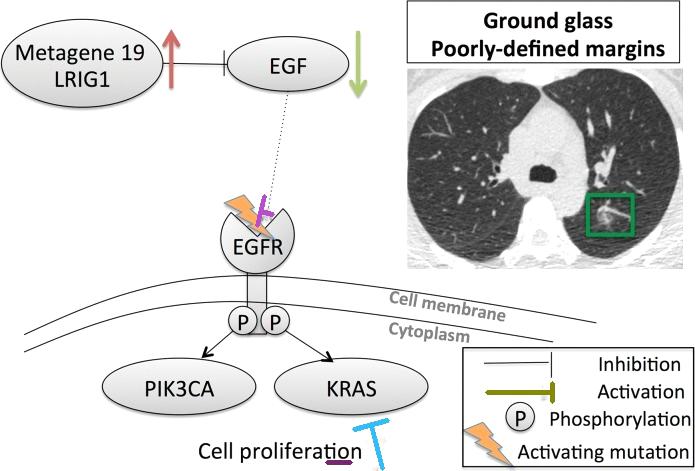 Ground glass
Poorly-defined margins
Metagene 19
LRIG1
EGF
EGFR
Cell membrane
Cytoplasm
P
P
PIK3CA
KRAS
Cell proliferation
Inhibition
Activation
P
Phosphorylation
Activating mutation